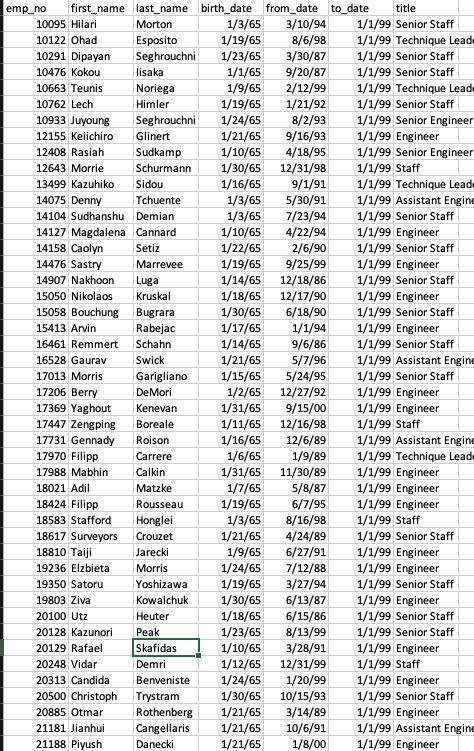 emp_no first_name last_name birth_date from_date to_date title
10095 Hilari Morton 1/3/65 3/10/94 1/1/99 Senior Staff
10122 Ohad Esposito 1/19/65 8/6/98 1/1/99 Technique Leade
10291 Dipayan Seghrouchni 1/23/65 3/30/87 1/1/99 Senior Staff
10476 Kokou Iisaka 1/1/65 9/20/87 1/1/99 Senior Staff
10663 Teunis Noriega 1/9/65 2/12/99 1/1/99 Technique Leade
10762 Lech Himler 1/19/65 1/21/92 1/1/99 Senior Staff
10933 Juyoung Seghrouchni 1/24/65 8/2/93 1/1/99 Senior Engineer
12155 Keiichiro Glinert 1/21/65 9/16/93 1/1/99 Engineer
12408 Rasiah Sudkamp 1/10/65 4/18/95 1/1/99 Senior Engineer
12643 Morrie Schurmann 1/30/65 12/31/98 1/1/99 Staff
13499 Kazuhiko Sidou 1/16/65 9/1/91 1/1/99 Technique Leade
14075 Denny Tchuente 1/3/65 5/30/91 1/1/99 Assistant Engine
14104 Sudhanshu Demian 1/3/65 7/23/94 1/1/99 Senior Staff
14127 Magdalena Cannard 1/10/65 4/22/94 1/1/99 Engineer
14158 Caolyn Setiz 1/22/65 2/6/90 1/1/99 Senior Staff
14476 Sastry Marrevee 1/19/65 9/25/99 1/1/99 Engineer
14907 Nakhoon Luga 1/14/65 12/18/86 1/1/99 Senior Staff
15050 Nikolaos Kruskal 1/18/65 12/17/90 1/1/99 Engineer
15058 Bouchung Bugrara 1/30/65 6/18/90 1/1/99 Senior Staff
15413 Arvin Rabejac 1/17/65 1/1/94 1/1/99 Engineer
16461 Remmert Schahn 1/14/65 9/6/86 1/1/99 Senior Staff
16528 Gaurav Swick 1/21/65 5/7/96 1/1/99 Assistant Engine
17013 Morris Garigliano 1/15/65 5/24/95 1/1/99 Senior Staff
17206 Berry DeMori 1/2/65 12/27/92 1/1/99 Engineer
17369 Yaghout Kenevan 1/31/65 9/15/00 1/1/99 Engineer
17447 Zengping Boreale 1/11/65 12/16/98 1/1/99 Staff
17731 Gennady Roison 1/16/65 12/6/89 1/1/99 Assistant Engine
17970 Filipp Carrere 1/6/65 1/9/89 1/1/99 Technique Leade
17988 Mabhin Calkin 1/31/65 11/30/89 1/1/99 Engineer
18021 Adil Matzke 1/7/65 5/8/87 1/1/99 Engineer
18424 Filipp Rousseau 1/19/65 6/7/95 1/1/99 Engineer
18583 Stafford Honglei 1/3/65 8/16/98 1/1/99 Staff
18617 Surveyors Crouzet 1/21/65 4/24/89 1/1/99 Senior Staff
18810 Taiji Jarecki 1/9/65 6/27/91 1/1/99 Engineer
19236 Elzbieta Morris 1/24/65 7/12/88 1/1/99 Engineer
19350 Satoru Yoshizawa 1/19/65 3/27/94 1/1/99 Senior Staff
19803 Ziva Kowalchuk 1/30/65 6/13/87 1/1/99 Engineer
20100 Utz Heuter 1/18/65 6/15/86 1/1/99 Senior Staff
20128 Kazunori Peak 1/23/65 8/13/99 1/1/99 Senior Staff
20129 Rafael Skafidas 1/10/65 3/28/91 1/1/99 Engineer
20248 Vidar Demri 1/12/65 12/31/99 1/1/99 Staff
20313 Candida Benveniste 1/24/65 1/20/99 1/1/99 Engineer
20500 Christoph Trystram 1/30/65 10/15/93 1/1/99 Senior Staff
20885 Otmar Rothenberg 1/21/65 3/14/89 1/1/99 Engineer
21181 Jianhui Cangellaris 1/21/65 10/6/91 1/1/99 Assistant Engine
21188 Piyush Danecki 1/21/65 1/8/00 1/1/99 Engineer